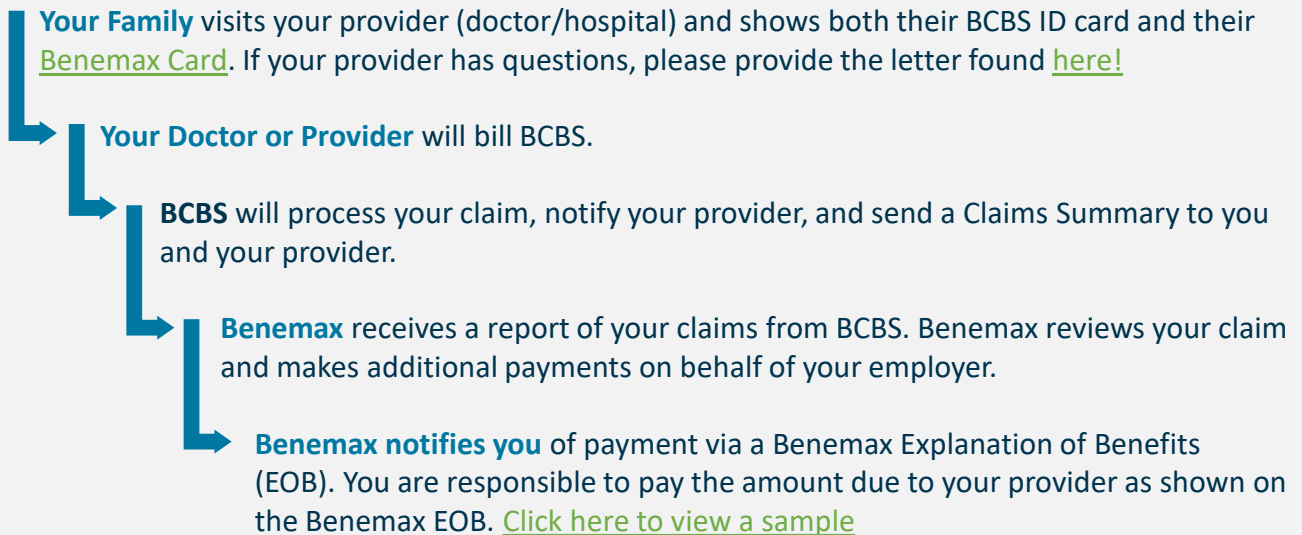 Your Family visits your provider (doctor/hospital) and shows both their BCBS ID card and their
Benemax Card. If your provider has questions, please provide the letter found here!
Your Doctor or Provider will bill BCBS.
BCBS will process your claim, notify your provider, and send a Claims Summary to you
and your provider.
Benemax receives a report of your claims from BCBS. Benemax reviews your claim
and makes additional payments on behalf of your employer.
Benemax notifies you of payment via a Benemax Explanation of Benefits
(EOB). You are responsible to pay the amount due to your provider as shown on
the Benemax EOB. Click here to view a sample